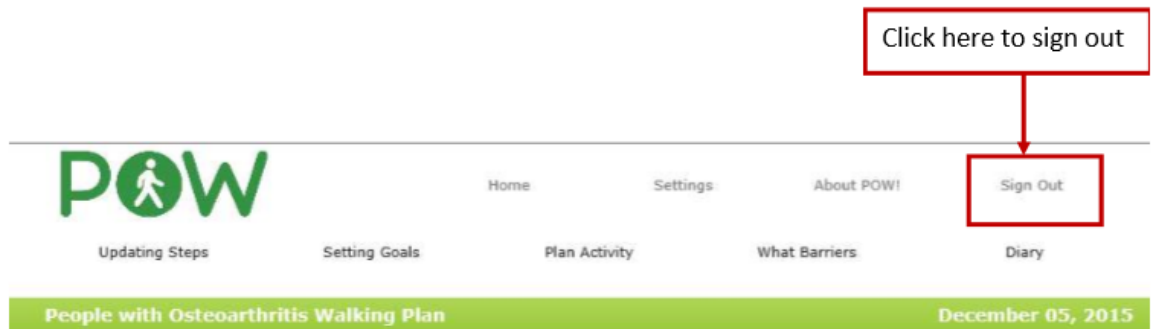 Click here to sign out
POW
Home Settings About POW! Sign Out
Updating Steps Setting Goals Plan Activity What Barriers Diary
People with Osteoarthritis Walking Plan December 05, 2015